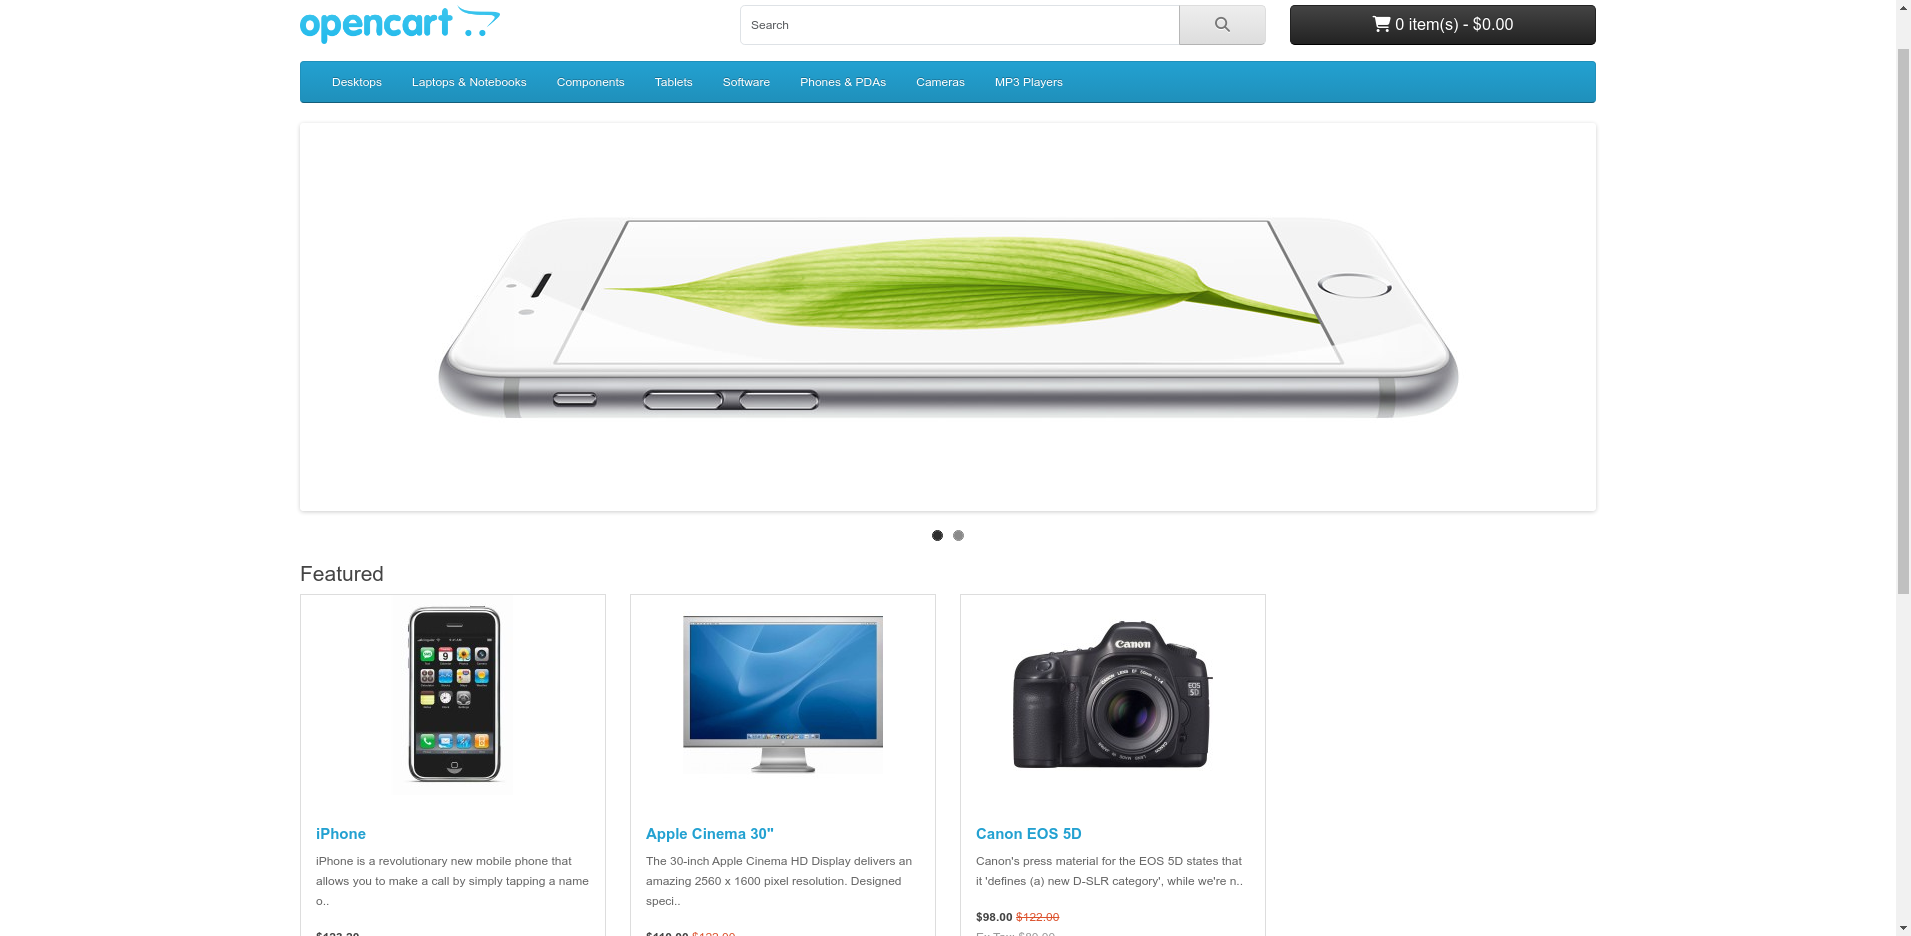 opencart
Search
0 item(s) - $0.00
Desktops
Laptops & Notebooks
Components
Tablets
Software
Phones & PDAs
Cameras
MP3 Players
Featured
Canon
EOS
5D
iPhone
iPhone is a revolutionary new mobile phone that
allows you to make a call by simply tapping a name
o..
Apple Cinema 30"
The 30-inch Apple Cinema HD Display delivers an
amazing 2560 x 1600 pixel resolution. Designed
speci..
Canon EOS 5D
Canon's press material for the EOS 5D states that
it 'defines (a) new D-SLR category', while we're n..
$98.00 $122.00